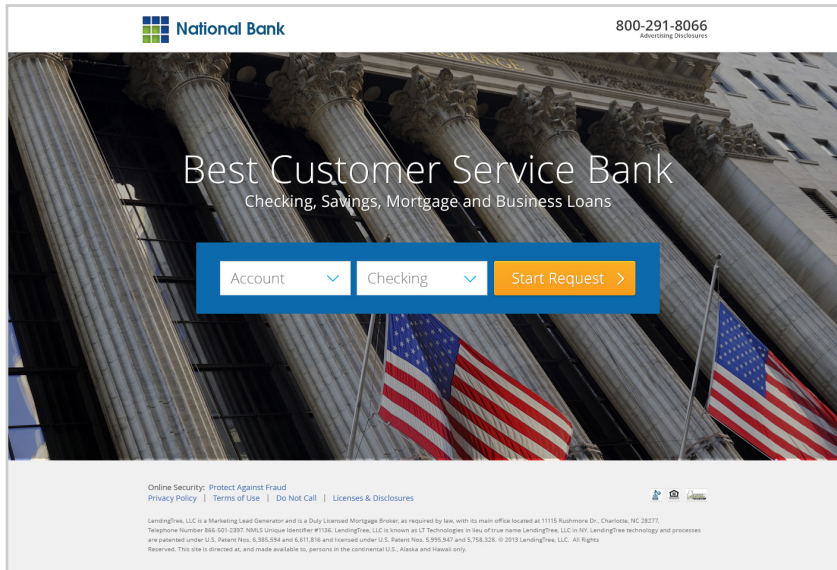 National Bank
800-291-8066
Advertising Disclosures
EXCHANGE
Best Customer Service Bank
Checking, Savings, Mortgage and Business Loans
Account
Checking
Start Request
Online Security: Protect Against Fraud
Privacy Policy | Terms of Use | Do Not Call | Licenses & Disclosures
LendingTree, LLC is a Marketing Lead Generator and is a Duly Licensed Mortgage Broker, as required by law, with its main office located at 11115 Rushmore Dr., Charlotte, NC 28277,
Telephone Number 866-501-2397. NMLS Unique Identifier #1136. LendingTree, LLC is known as LT Technologies in lieu of true name LendingTree, LLC in NY. LendingTree technology and processes
are patented under U.S. Patent Nos. 6,385,594 and 6,611,816 and licensed under U.S. Patent Nos. 5,995,947 and 5,758,328. © 2013 LendingTree, LLC. All Rights
Reserved. This site is directed at, and made available to, persons in the continental U.S., Alaska and Hawaii only.